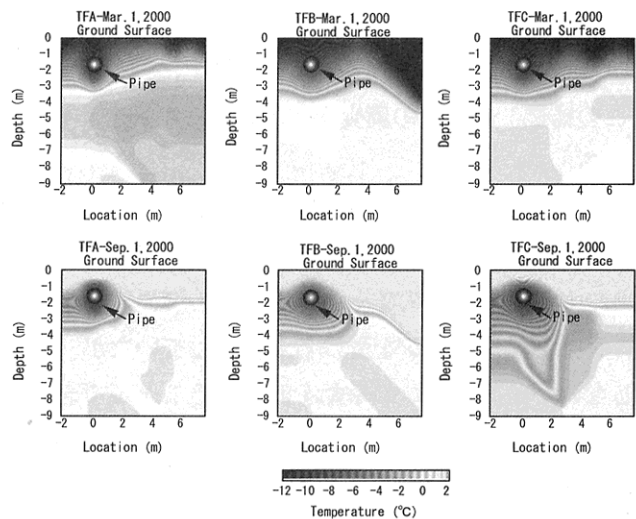 TFA-Mar. 1, 2000
Ground Surface
0
-1
-2
-3
-4
-5
-6
-7
-8
-9
Depth (m)
Pipe
-2 0 2 4 6
Location (m)
TFB-Mar. 1, 2000
Ground Surface
0
-1
-2
-3
-4
-5
-6
-7
-8
-9
Depth (m)
Pipe
-2 0 2 4 6
Location (m)
TFC-Mar. 1, 2000
Ground Surface
0
-1
-2
-3
-4
-5
-6
-7
-8
-9
Depth (m)
Pipe
-2 0 2 4 6
Location (m)
TFA-Sep. 1, 2000
Ground Surface
0
-1
-2
-3
-4
-5
-6
-7
-8
-9
Depth (m)
Pipe
-2 0 2 4 6
Location (m)
TFB-Sep. 1, 2000
Ground Surface
0
-1
-2
-3
-4
-5
-6
-7
-8
-9
Depth (m)
Pipe
-2 0 2 4 6
Location (m)
TFC-Sep. 1, 2000
Ground Surface
0
-1
-2
-3
-4
-5
-6
-7
-8
-9
Depth (m)
Pipe
-2 0 2 4 6
Location (m)
-12 -10 -8 -6 -4 -2 0 2
Temperature (°C)